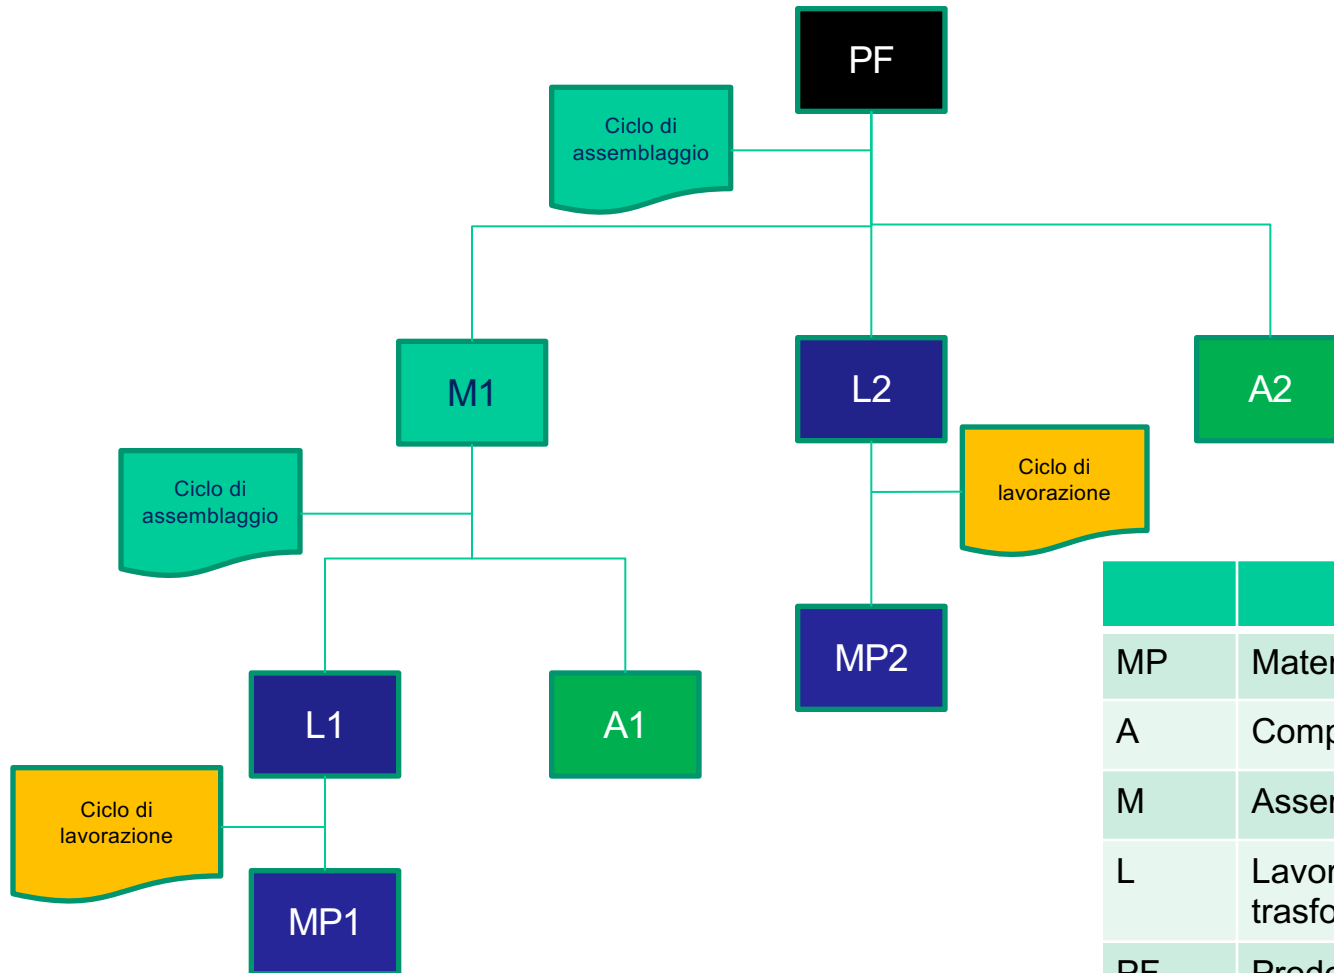 PF
Ciclo di
assemblaggio
M1
L2
A2
Ciclo di
assemblaggio
Ciclo di
lavorazione
L1
A1
MP2
Ciclo di
lavorazione
MP1
MP
A
M
L
PF